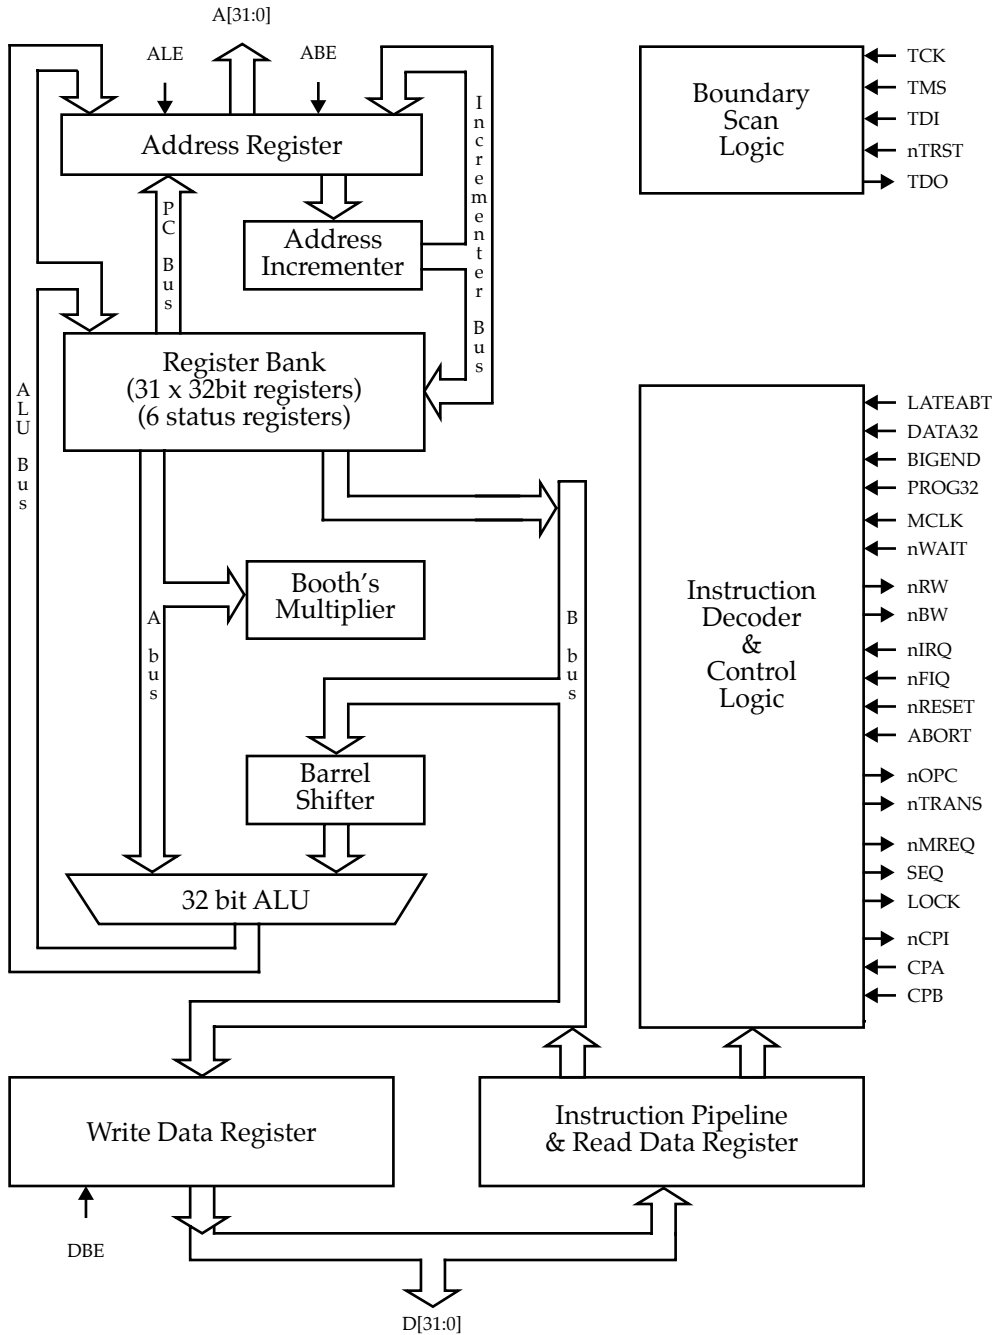 A[31:0]
ALE
ABE
Address Register
Incrementer Bus
PC Bus
Address
Incrementer
Register Bank
(31 x 32bit registers)
(6 status registers)
ALU Bus
Booth's
Multiplier
A bus
B bus
Barrel
Shifter
32 bit ALU
Write Data Register
Instruction Pipeline
& Read Data Register
DBE
D[31:0]
Boundary
Scan
Logic
TCK
TMS
TDI
nTRST
TDO
Instruction
Decoder
&
Control
Logic
LATEABT
DATA32
BIGEND
PROG32
MCLK
nWAIT
nRW
nBW
nIRQ
nFIQ
nRESET
ABORT
nOPC
nTRANS
nMREQ
SEQ
LOCK
nCPI
CPA
CPB